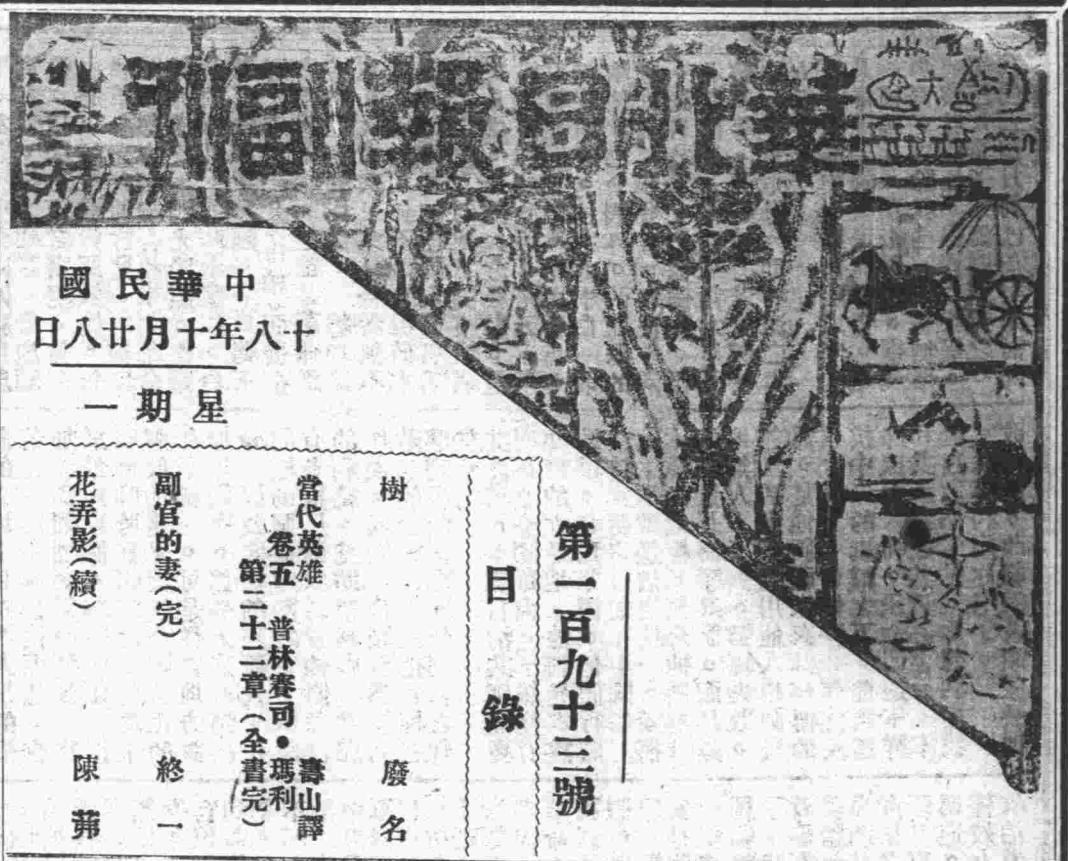 華北日報副刊
中華民國
十八年十月廿八日
星期一
第一百九十三號
目錄
樹 廢名
當代英雄 壽山譯
卷五 普林賽司·瑪利
第二十二章(全書完)
副官的妻(完) 終一
花弄影(續) 陳茀